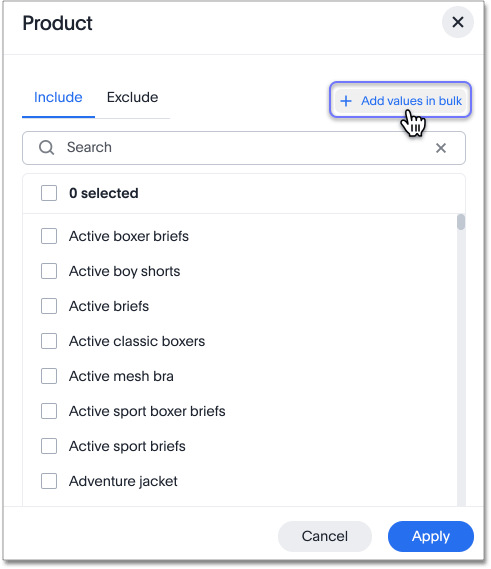 Product
Include
Exclude
+ Add values in bulk
Search
0 selected
Active boxer briefs
Active boy shorts
Active briefs
Active classic boxers
Active mesh bra
Active sport boxer briefs
Active sport briefs
Adventure jacket
Cancel
Apply